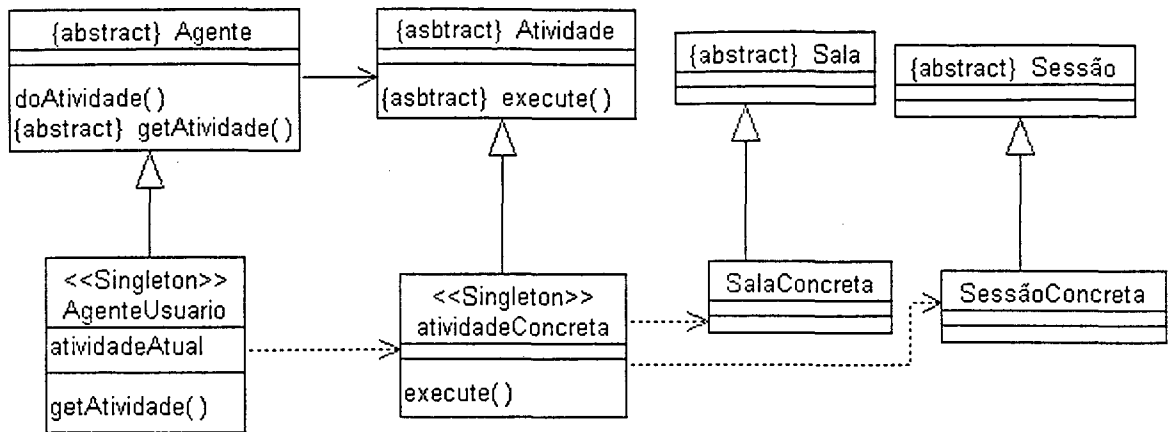 {abstract} Agente
doAtividade()
{abstract} getAtividade()
{asbtract} Atividade
{asbtract} execute()
{abstract} Sala
{abstract} Sessão
<<Singleton>>
AgenteUsuario
atividadeAtual
getAtividade()
<<Singleton>>
atividadeConcreta
execute()
SalaConcreta
SessãoConcreta